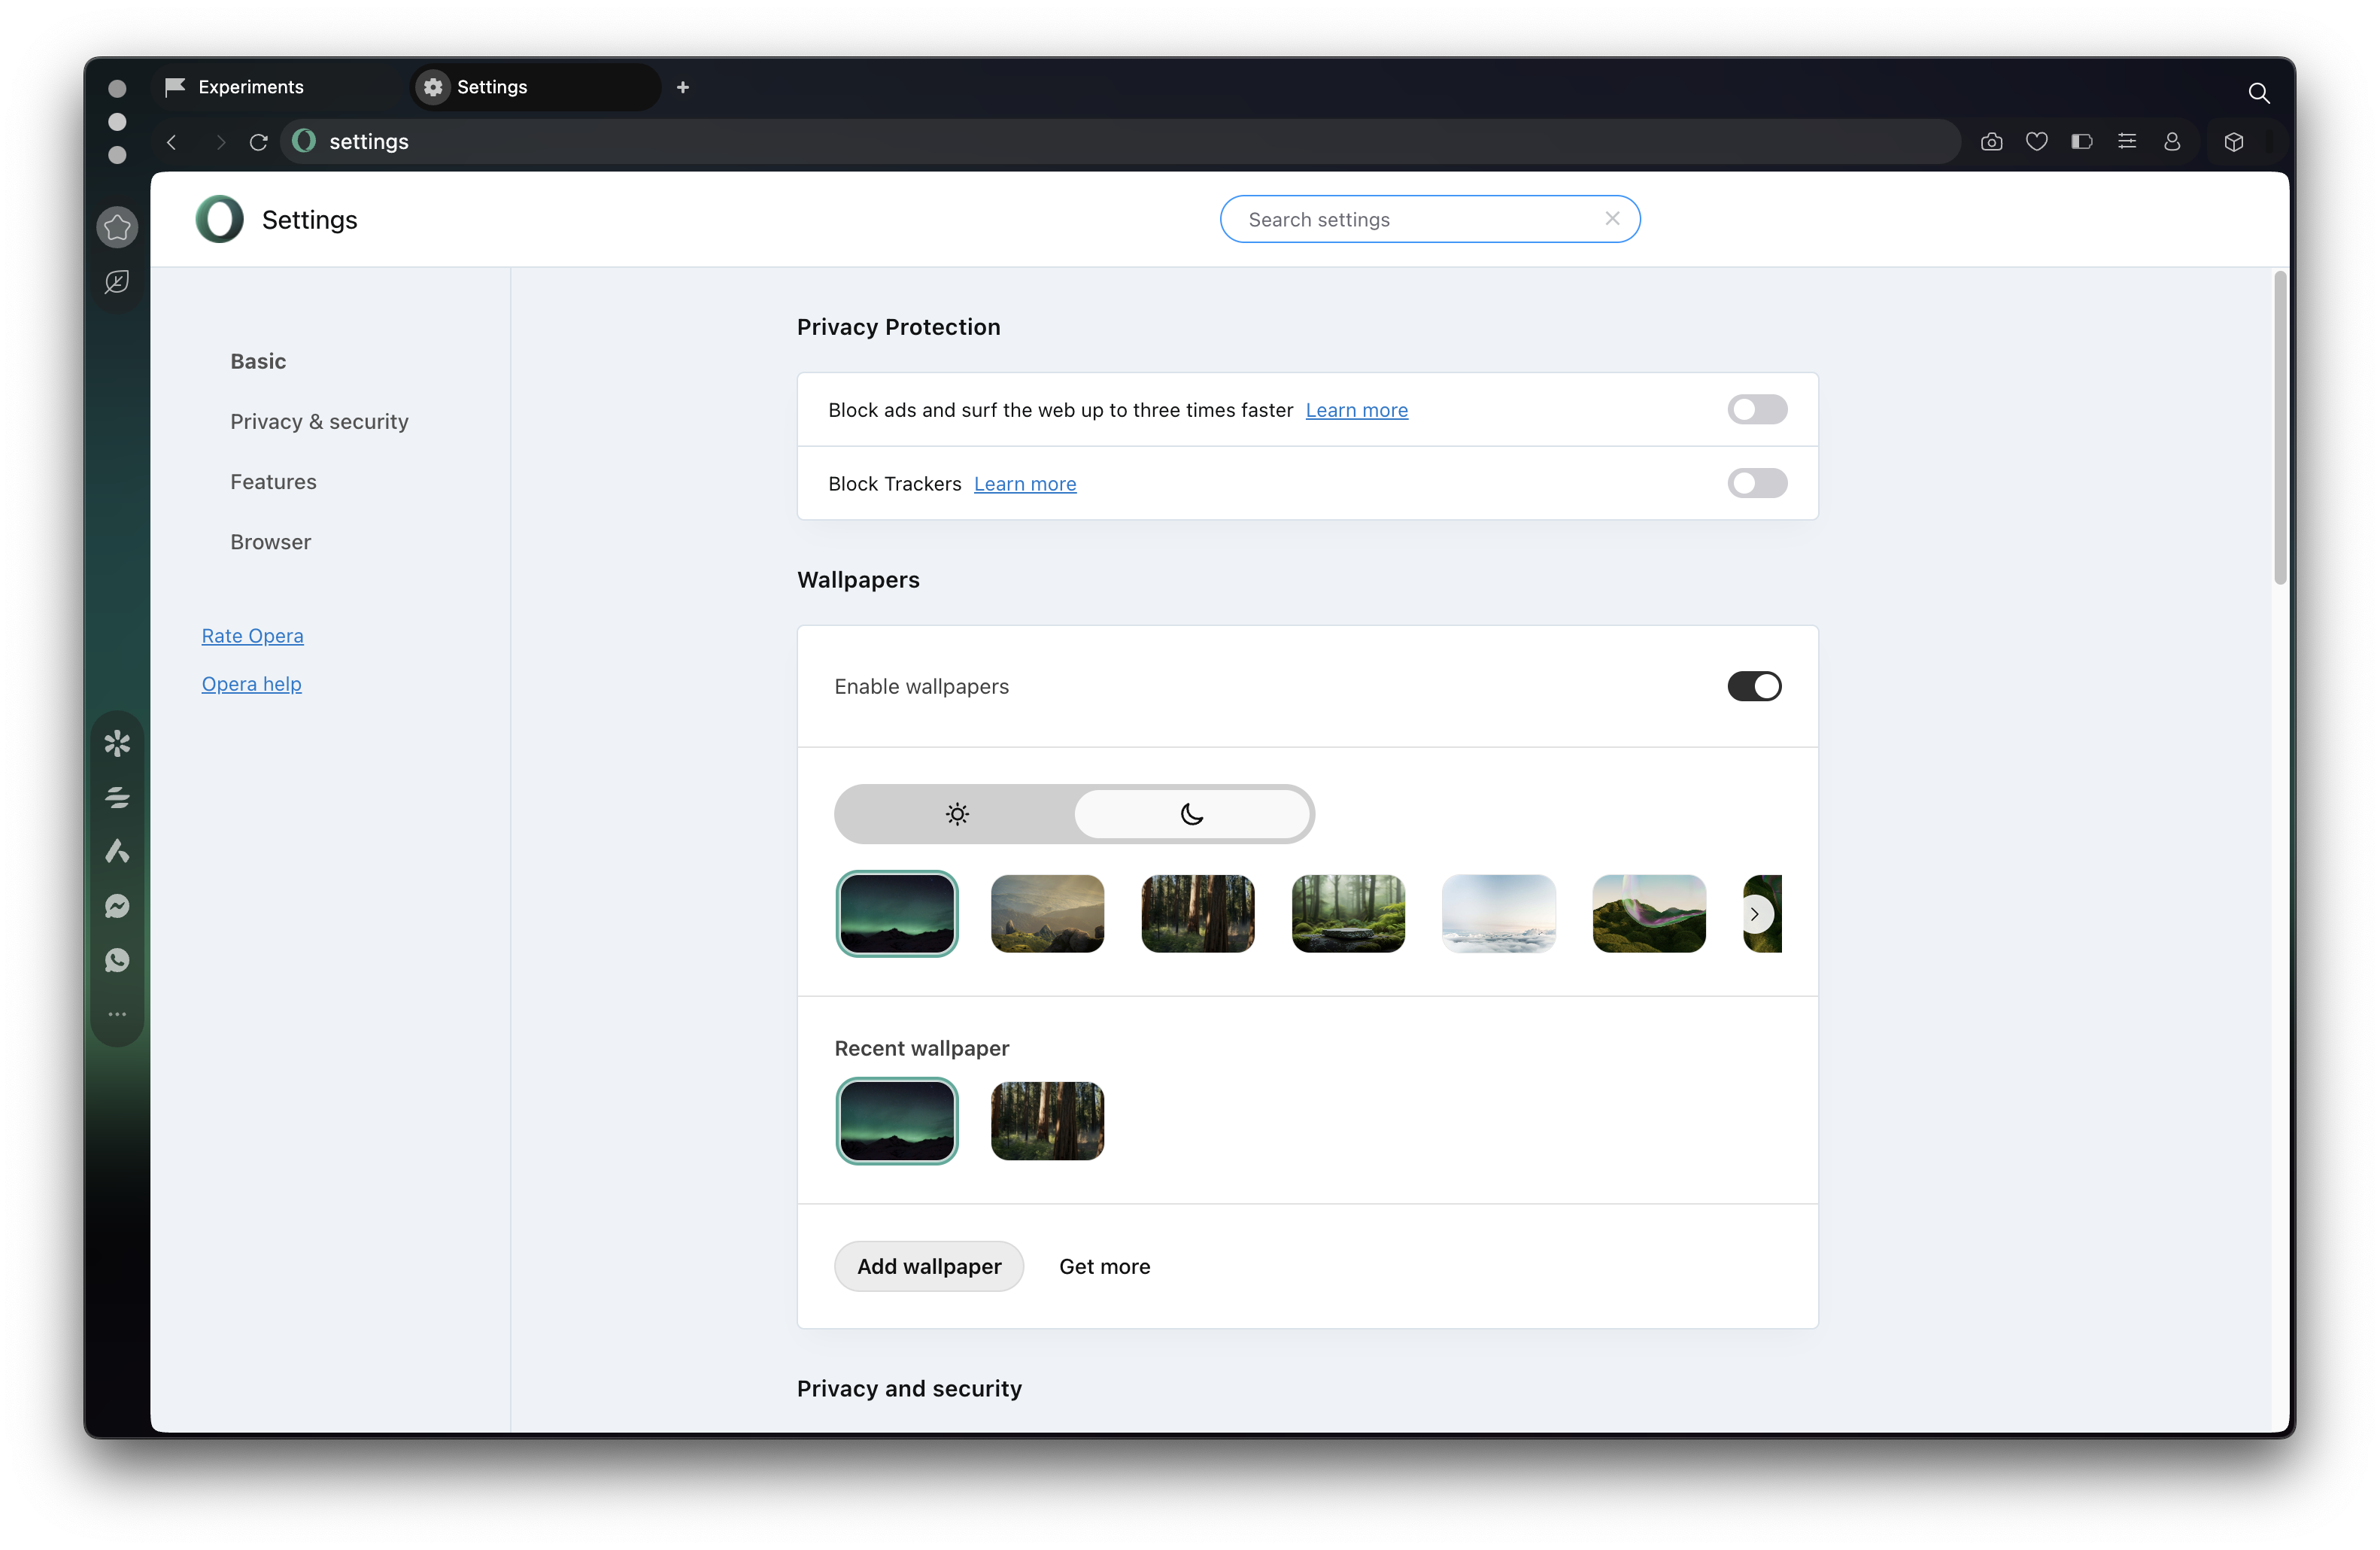 Experiments
Settings
settings
Settings
Search settings
Basic
Privacy & security
Features
Browser
Rate Opera
Opera help
Privacy Protection
Block ads and surf the web up to three times faster Learn more
Block Trackers Learn more
Wallpapers
Enable wallpapers
Recent wallpaper
Add wallpaper
Get more
Privacy and security